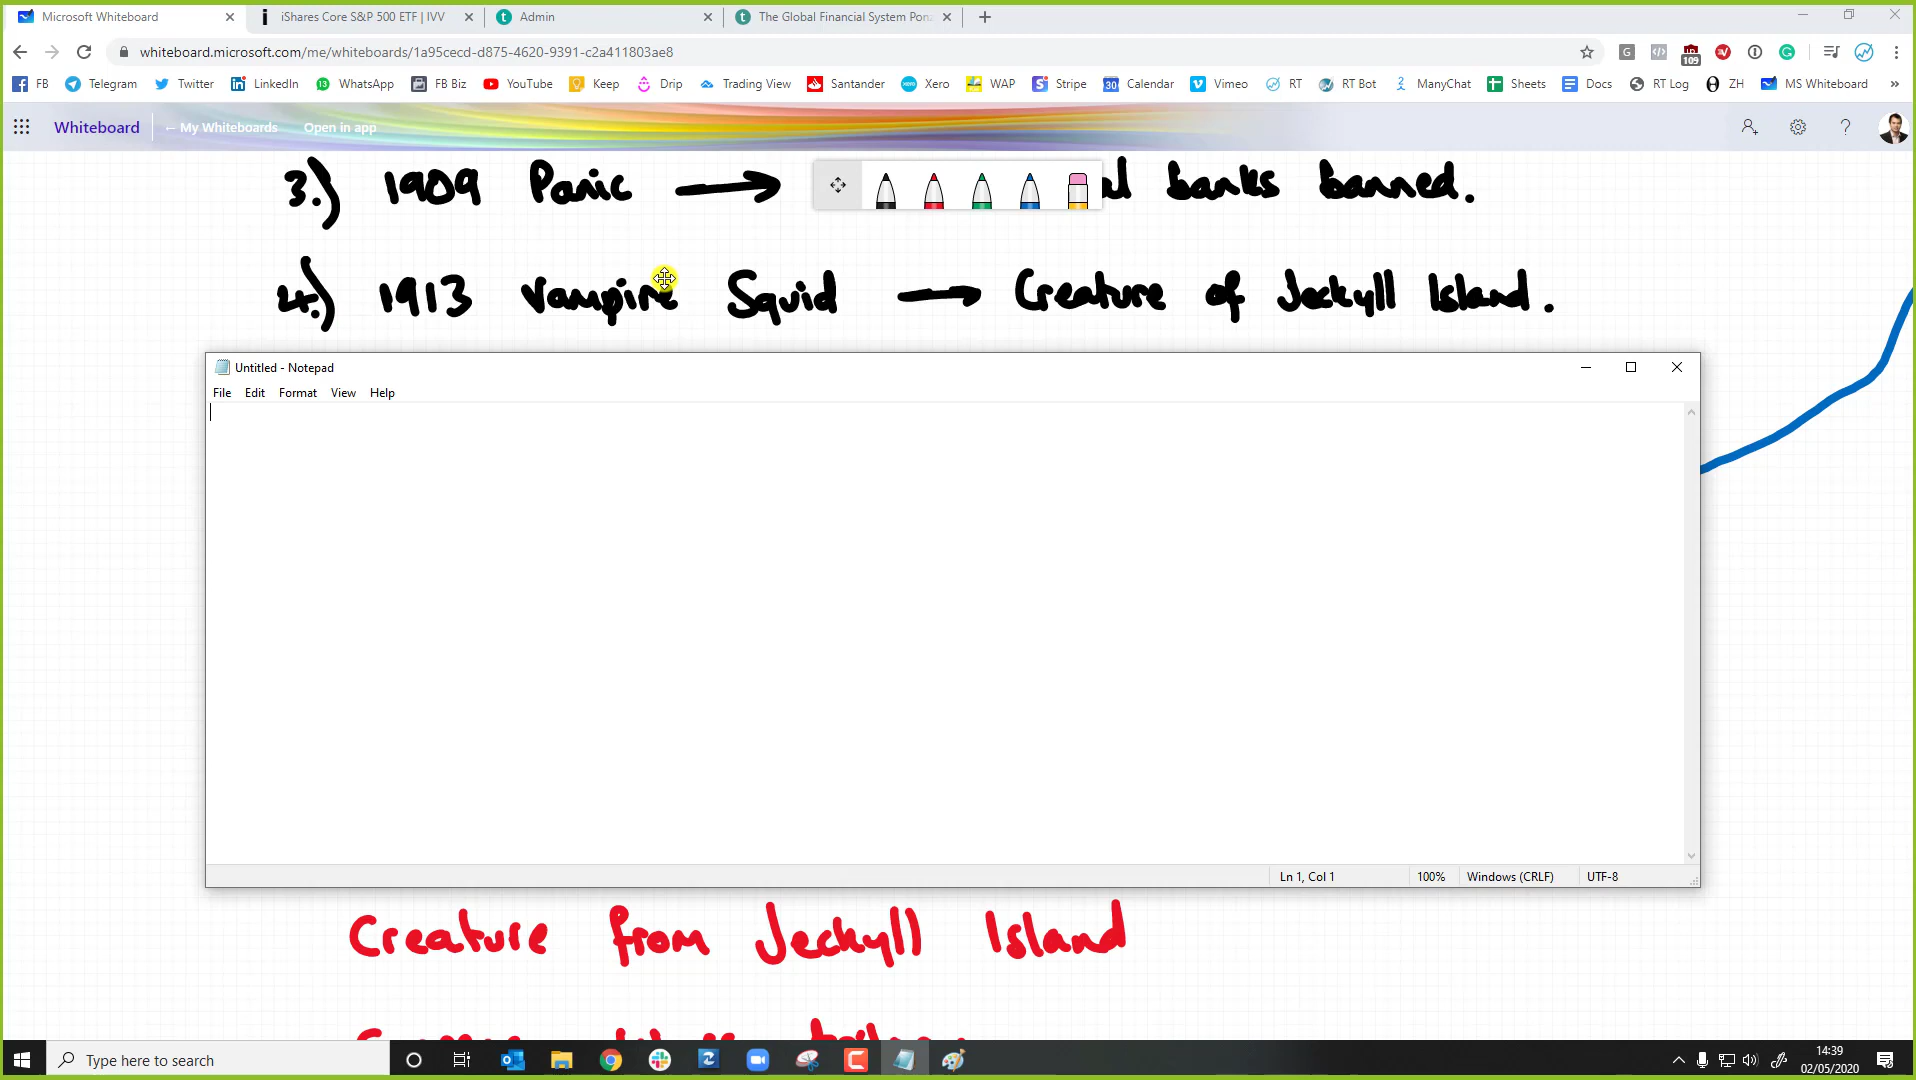 Microsoft Whiteboard
iShares Core S&P 500 ETF | IVV
Admin
The Global Financial System Pon
whiteboard.microsoft.com/me/whiteboards/1a95cecd-d875-4620-9391-c2a411803ae8
109
FB Telegram Twitter LinkedIn WhatsApp FB Biz YouTube Keep Drip Trading View Santander Xero WAP Stripe Calendar Vimeo RT RT Bot ManyChat Sheets Docs RT Log ZH MS Whiteboard »
Whiteboard ← My Whiteboards Open in app
3.) 1909 Panic banks banned.
4.) 1913 Vampire Squid Creature of Jeckyll Island.
Untitled - Notepad
File Edit Format View Help
Ln 1, Col 1 100% Windows (CRLF) UTF-8
Creature from Jeckyll Island
Type here to search
14:39
02/05/2020